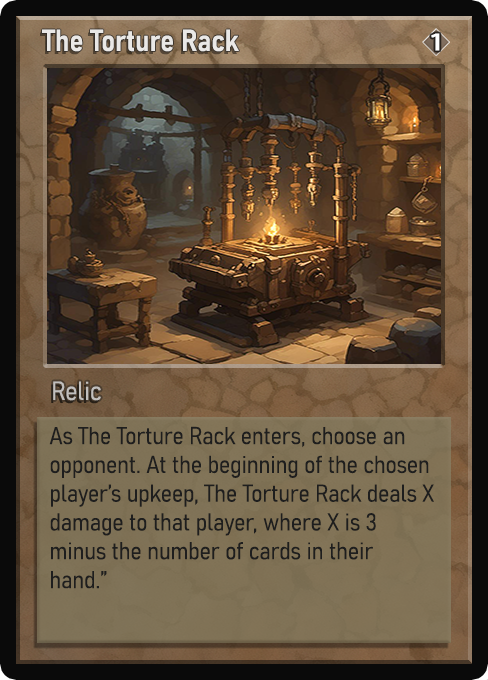 The Torture Rack
1
Relic
As The Torture Rack enters, choose an
opponent. At the beginning of the chosen
player's upkeep, The Torture Rack deals X
damage to that player, where X is 3
minus the number of cards in their
hand.”